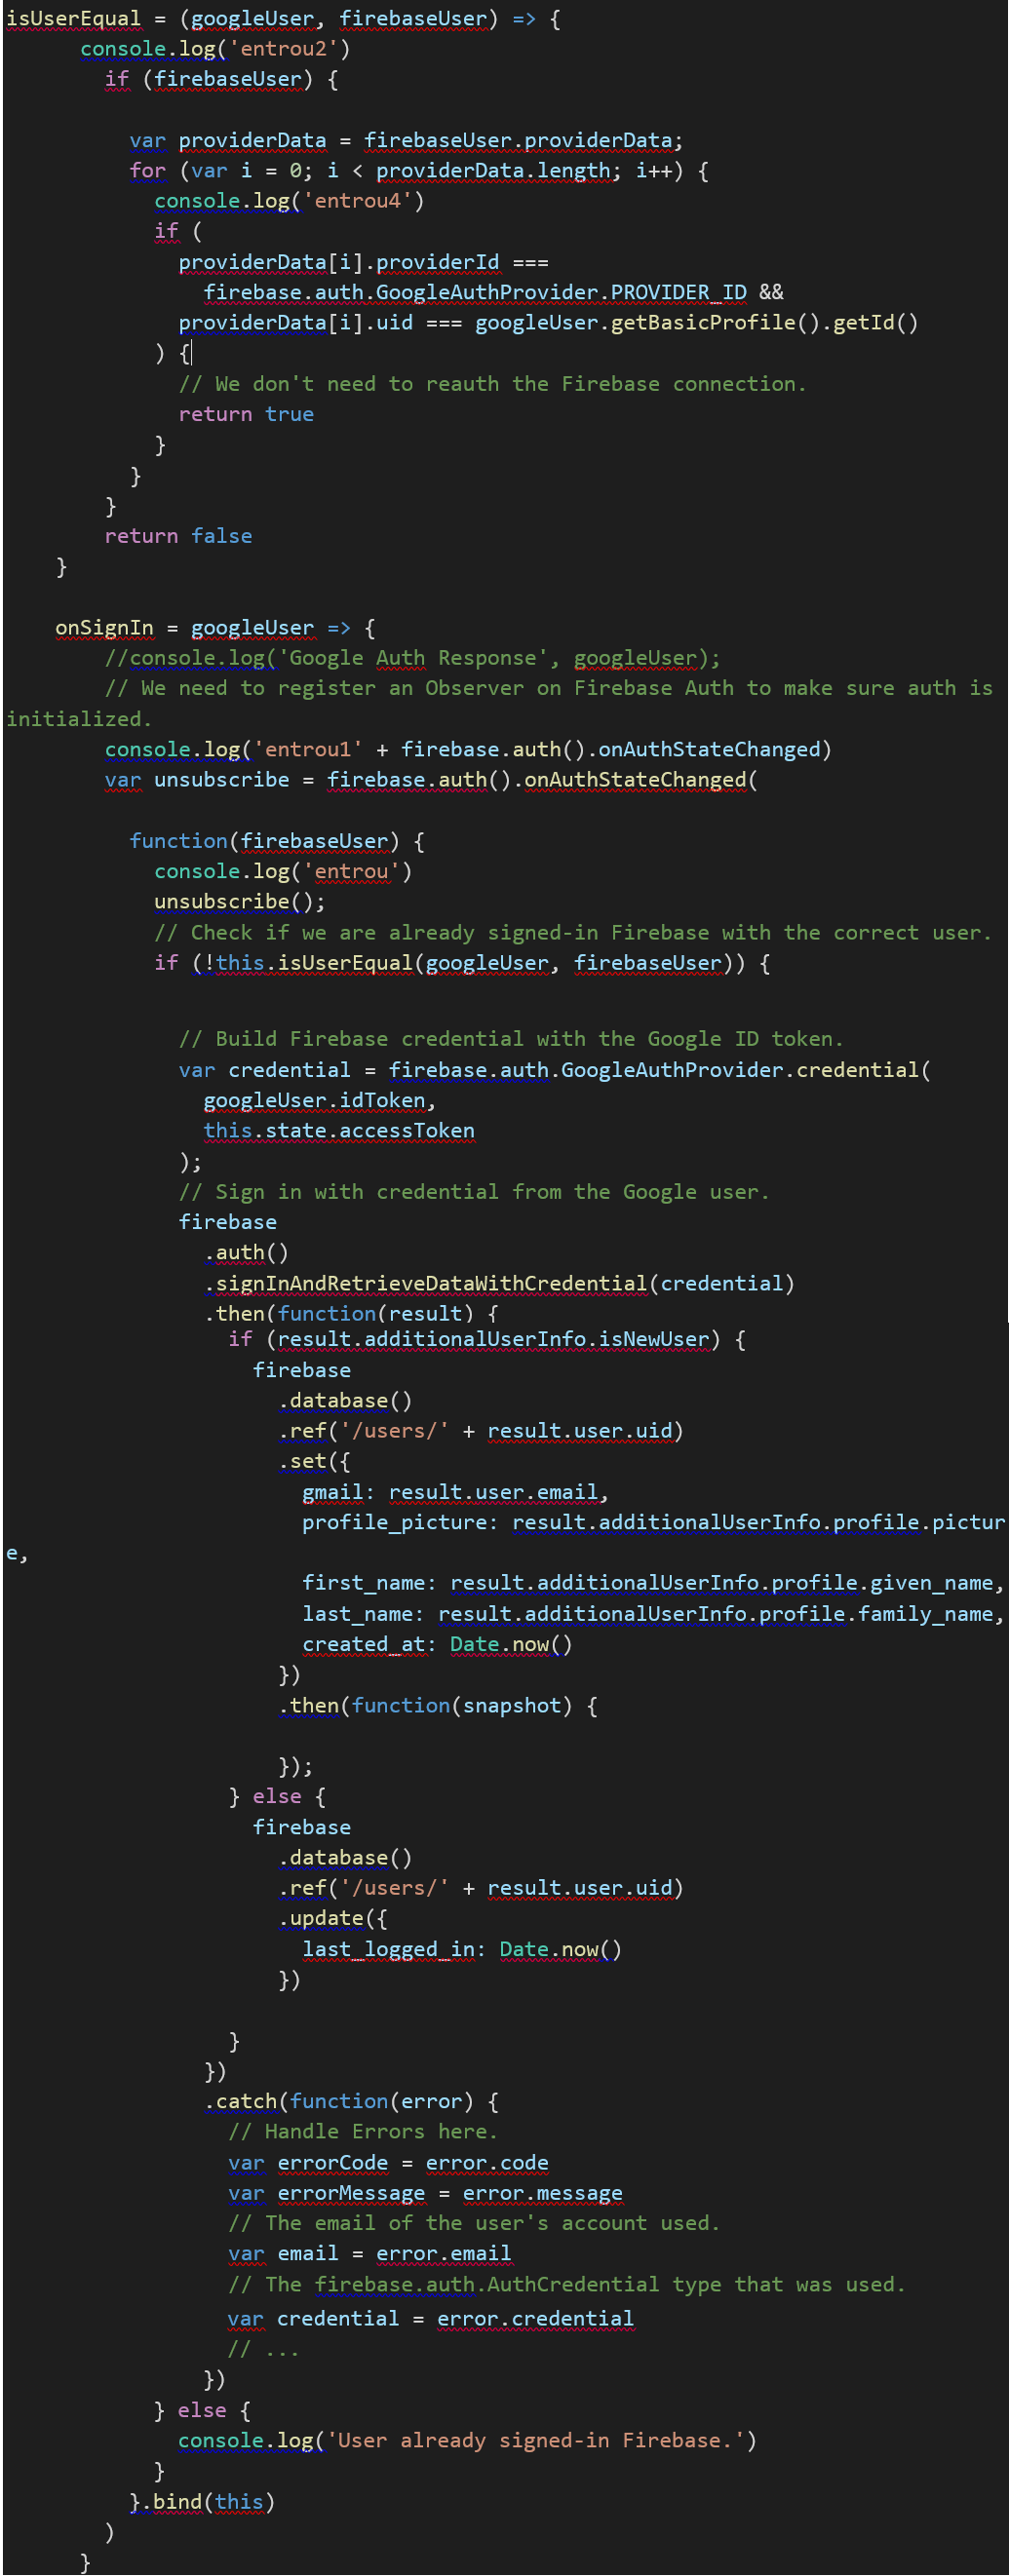 isUserEqual = (googleUser, firebaseUser) => {
console.log('entrou2')
if (firebaseUser) {
var providerData = firebaseUser.providerData;
for (var i = 0; i < providerData.length; i++) {
console.log('entrou4')
if (
providerData[i].providerId ===
firebase.auth.GoogleAuthProvider.PROVIDER_ID &&
providerData[i].uid === googleUser.getBasicProfile().getId()
) {
// We don't need to reauth the Firebase connection.
return true
}
}
}
return false
}
onSignIn = googleUser => {
//console.log('Google Auth Response', googleUser);
// We need to register an Observer on Firebase Auth to make sure auth is
initialized.
console.log('entrou1' + firebase.auth().onAuthStateChanged)
var unsubscribe = firebase.auth().onAuthStateChanged(
function(firebaseUser) {
console.log('entrou')
unsubscribe();
// Check if we are already signed-in Firebase with the correct user.
if (!this.isUserEqual(googleUser, firebaseUser)) {
// Build Firebase credential with the Google ID token.
var credential = firebase.auth.GoogleAuthProvider.credential(
googleUser.idToken,
this.state.accessToken
);
// Sign in with credential from the Google user.
firebase
.auth()
.signInAndRetrieveDataWithCredential(credential)
.then(function(result) {
if (result.additionalUserInfo.isNewUser) {
firebase
.database()
.ref('/users/' + result.user.uid)
.set({
gmail: result.user.email,
profile_picture: result.additionalUserInfo.profile.pictur
e,
first_name: result.additionalUserInfo.profile.given_name,
last_name: result.additionalUserInfo.profile.family_name,
created_at: Date.now()
})
.then(function(snapshot) {
});
} else {
firebase
.database()
.ref('/users/' + result.user.uid)
.update({
last_logged_in: Date.now()
})
}
})
.catch(function(error) {
// Handle Errors here.
var errorCode = error.code
var errorMessage = error.message
// The email of the user's account used.
var email = error.email
// The firebase.auth.AuthCredential type that was used.
var credential = error.credential
// ...
})
} else {
console.log('User already signed-in Firebase.')
}
}.bind(this)
)
}